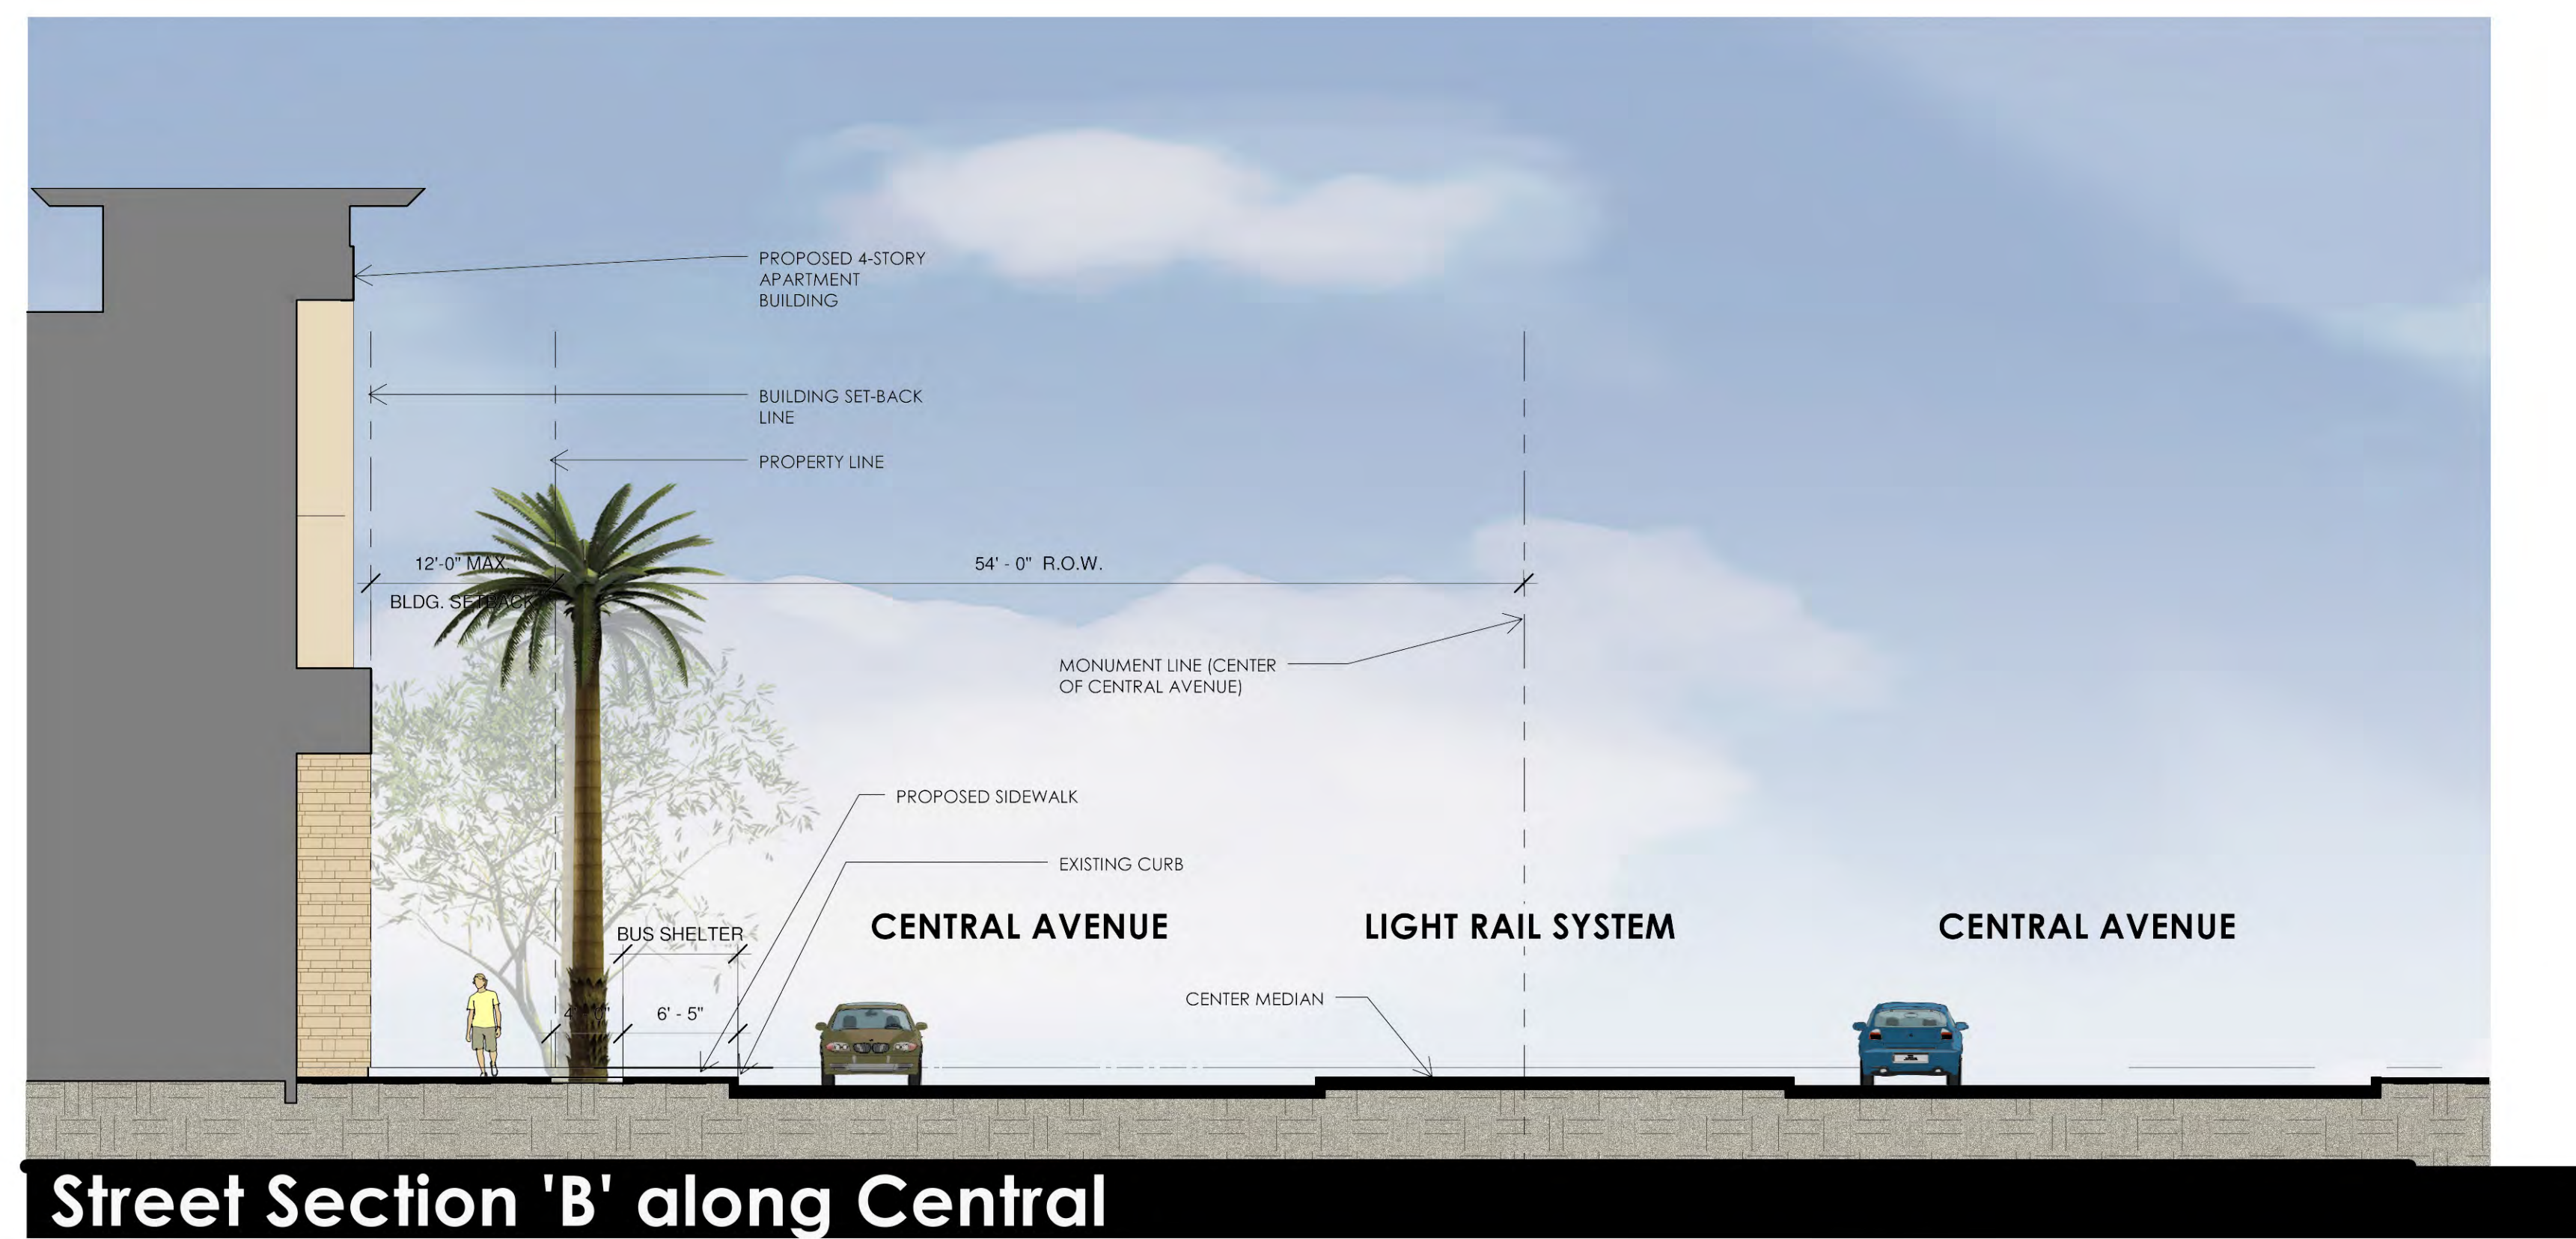 PROPOSED 4-STORY
APARTMENT
BUILDING
BUILDING SET-BACK
LINE
PROPERTY LINE
12'-0" MAX.
BLDG. SETBACK
54' - 0" R.O.W.
MONUMENT LINE (CENTER
OF CENTRAL AVENUE)
PROPOSED SIDEWALK
EXISTING CURB
CENTRAL AVENUE
LIGHT RAIL SYSTEM
CENTRAL AVENUE
BUS SHELTER
CENTER MEDIAN
6' - 5"
Street Section 'B' along Central